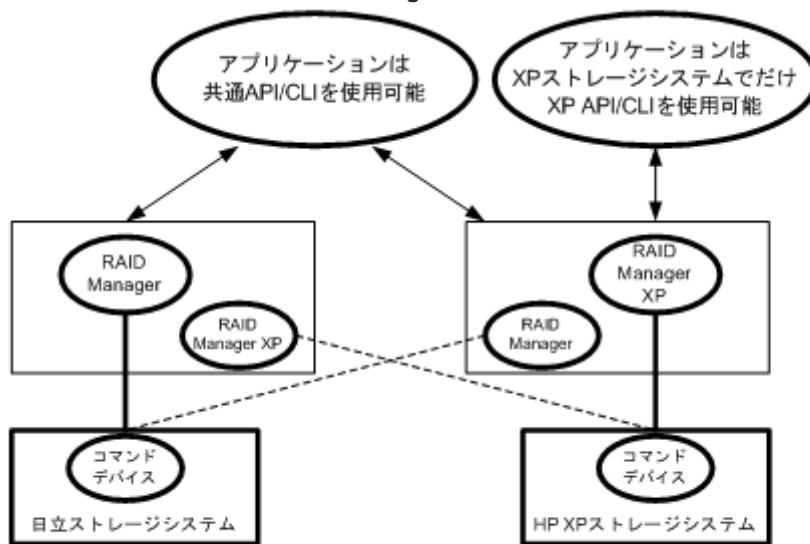 アプリケーションは
共通API/CLIを使用可能
アプリケーションは
XPストレージシステムでだけ
XP API/CLIを使用可能
RAID
Manager
RAID
Manager XP
RAID
Manager
XP
RAID
Manager
コマンド
デバイス
日立ストレージシステム
コマンド
デバイス
HP XPストレージシステム